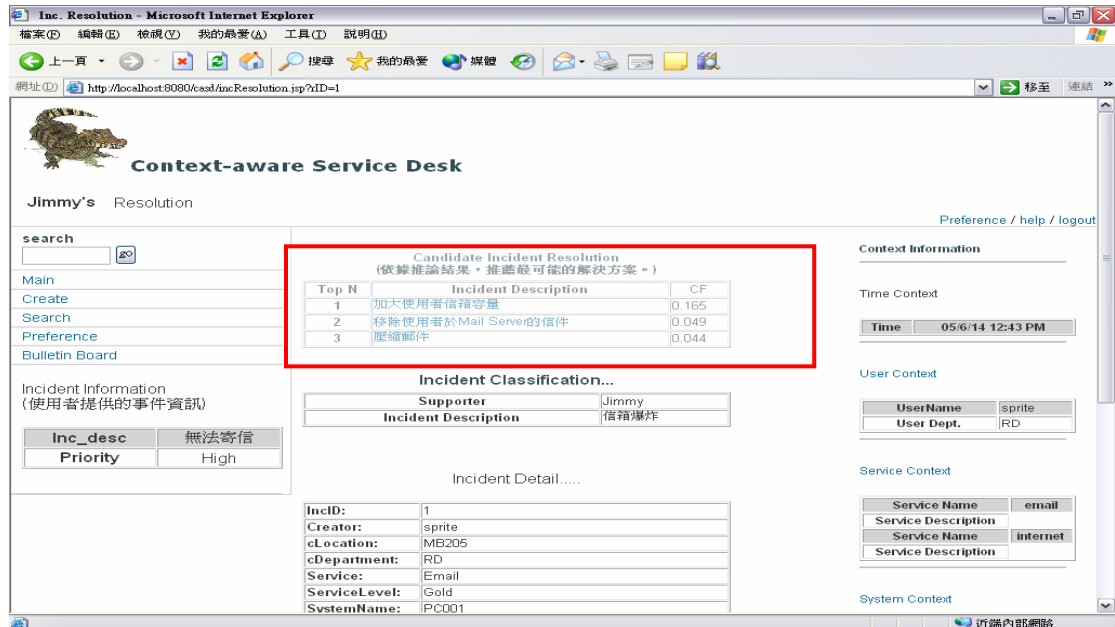 Inc. Resolution - Microsoft Internet Explorer
檔案(F) 編輯(E) 檢視(V) 我的最愛(A) 工具(T) 說明(H)
上一頁 搜尋 我的最愛 媒體
網址(D) http://localhost:8080/casd/incResolution.jsp?rID=1 移至 連結 »
Context-aware Service Desk
Jimmy's Resolution
Preference / help / logout
search
go
Main
Create
Search
Preference
Bulletin Board
Incident Information
(使用者提供的事件資訊)
Inc_desc 無法寄信
Priority High
Candidate Incident Resolution
(依據推論結果，推薦最可能的解決方案。)
Top N Incident Description CF
1 加大使用者信箱容量 0.165
2 移除使用者於Mail Server的信件 0.049
3 壓縮郵件 0.044
Incident Classification...
Supporter Jimmy
Incident Description 信箱爆炸
Incident Detail.....
IncID: 1
Creator: sprite
cLocation: MB205
cDepartment: RD
Service: Email
ServiceLevel: Gold
SystemName: PC001
Context Information
Time Context
Time 05/6/14 12:43 PM
User Context
UserName sprite
User Dept. RD
Service Context
Service Name email
Service Description
Service Name internet
Service Description
System Context
近端內部網路